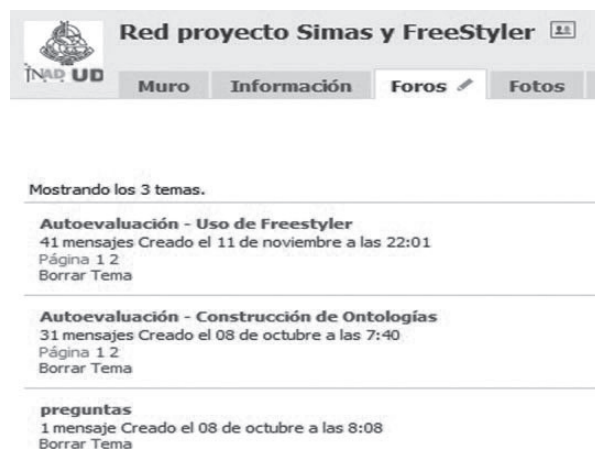 Red proyecto Simas y FreeStyler
INAD UD
Muro Información Foros Fotos
Mostrando los 3 temas.
Autoevaluación - Uso de Freestyler
41 mensajes Creado el 11 de noviembre a las 22:01
Página 1 2
Borrar Tema
Autoevaluación - Construcción de Ontologías
31 mensajes Creado el 08 de octubre a las 7:40
Página 1 2
Borrar Tema
preguntas
1 mensaje Creado el 08 de octubre a las 8:08
Borrar Tema